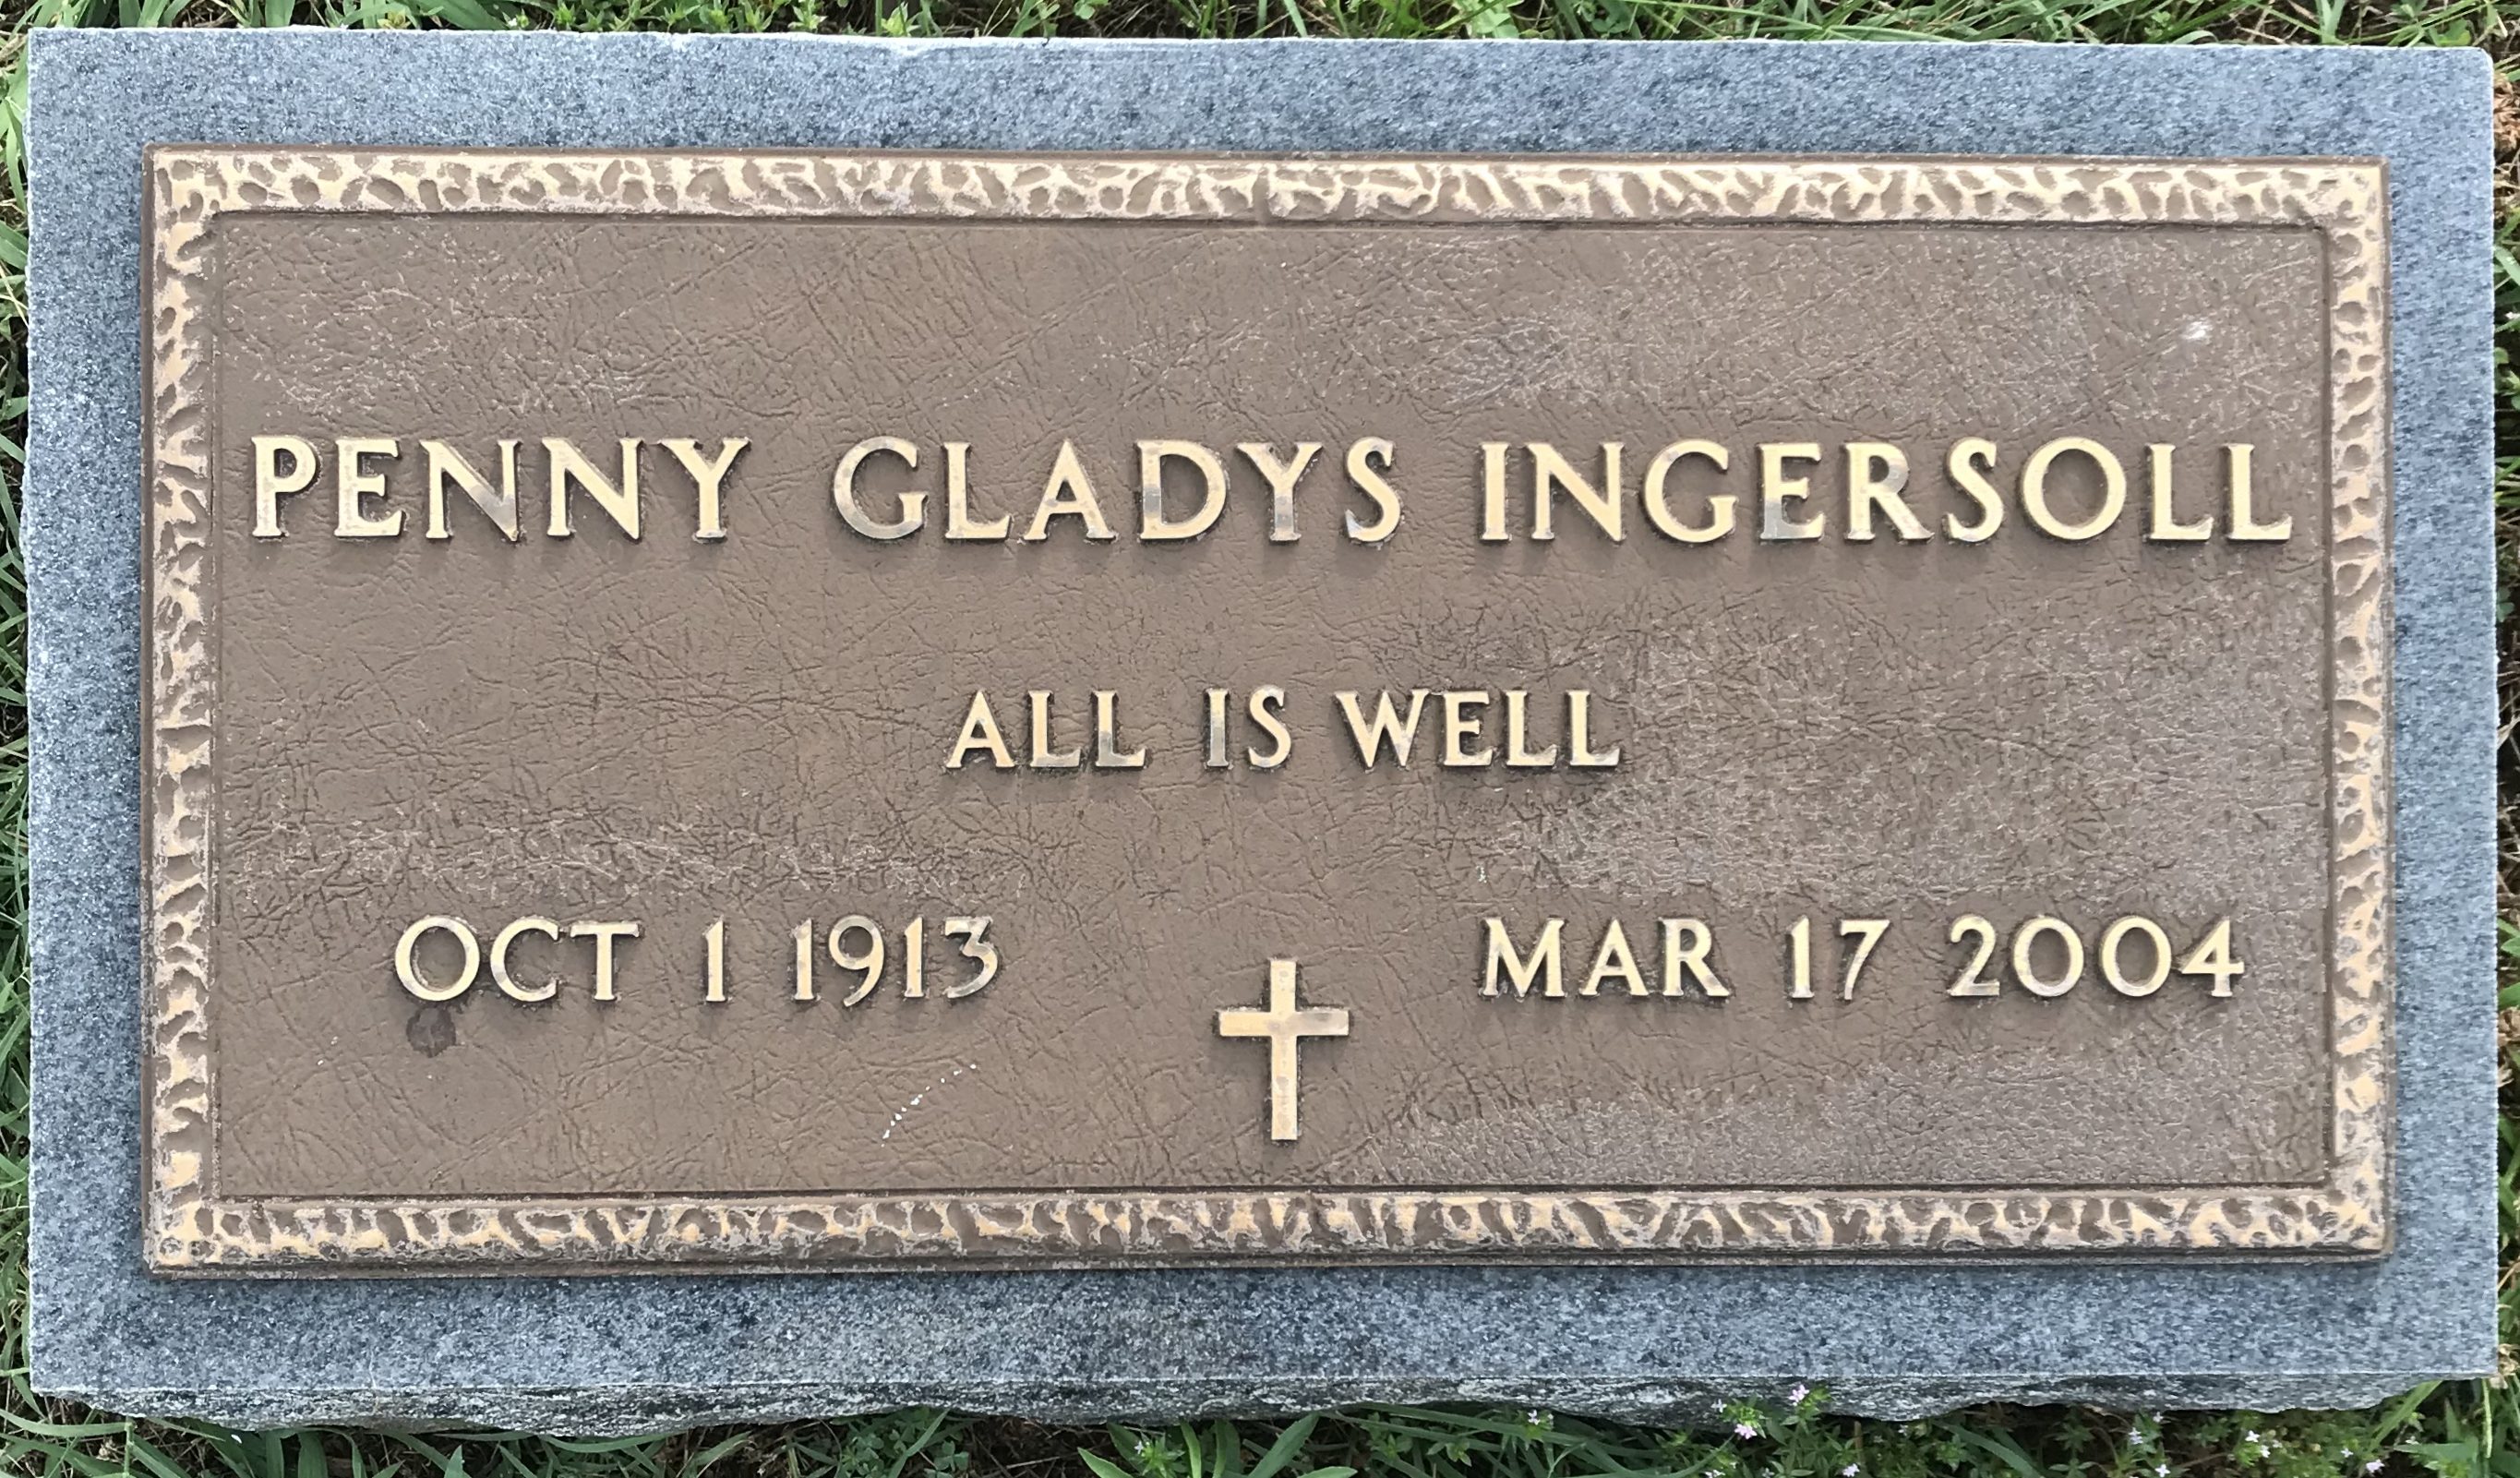 PENNY GLADYS INGERSOLL
ALL IS WELL
OCT 1 1913 MAR 17 2004